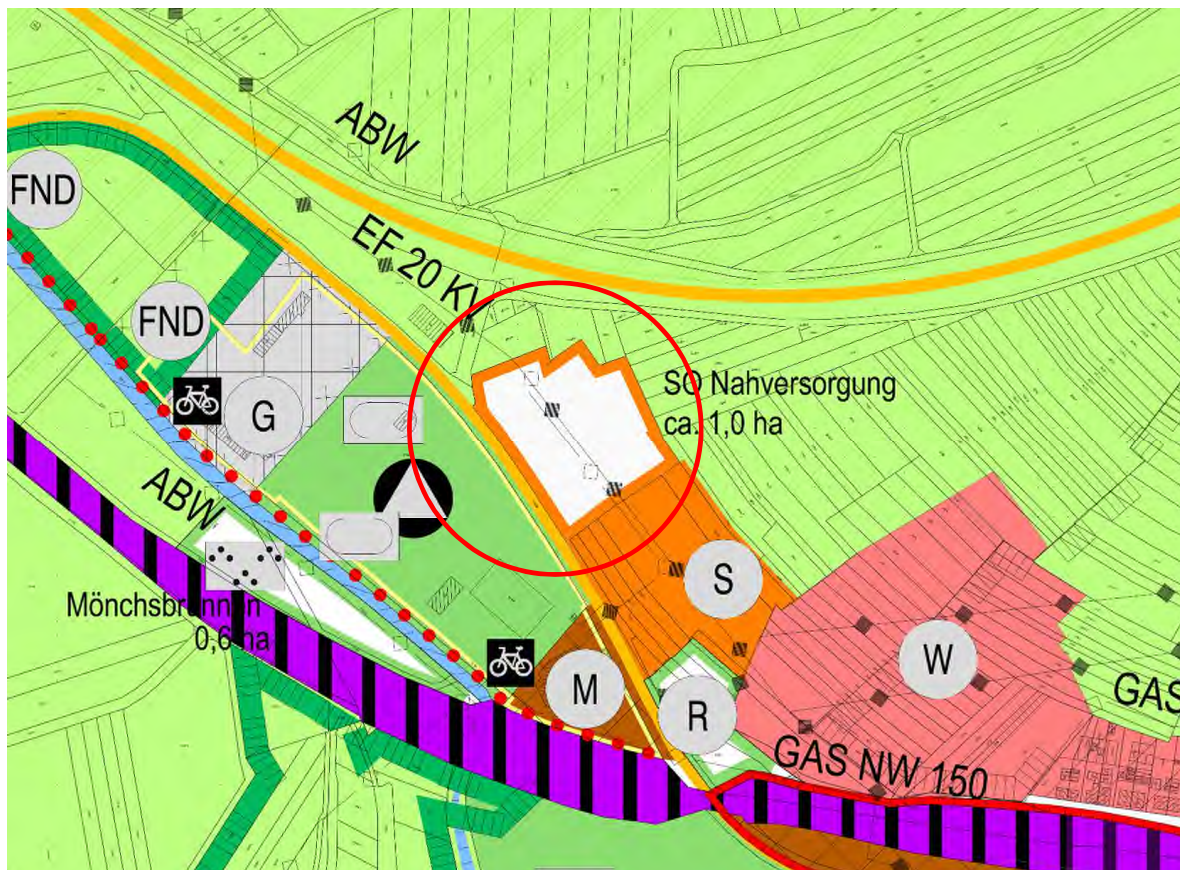 ABW
FND
EF 20 KV
FND
SO Nahversorgung
ca. 1,0 ha
G
ABW
S
Mönchsbrunnen
0,6 ha
W
M
R
GAS
GAS NW 150